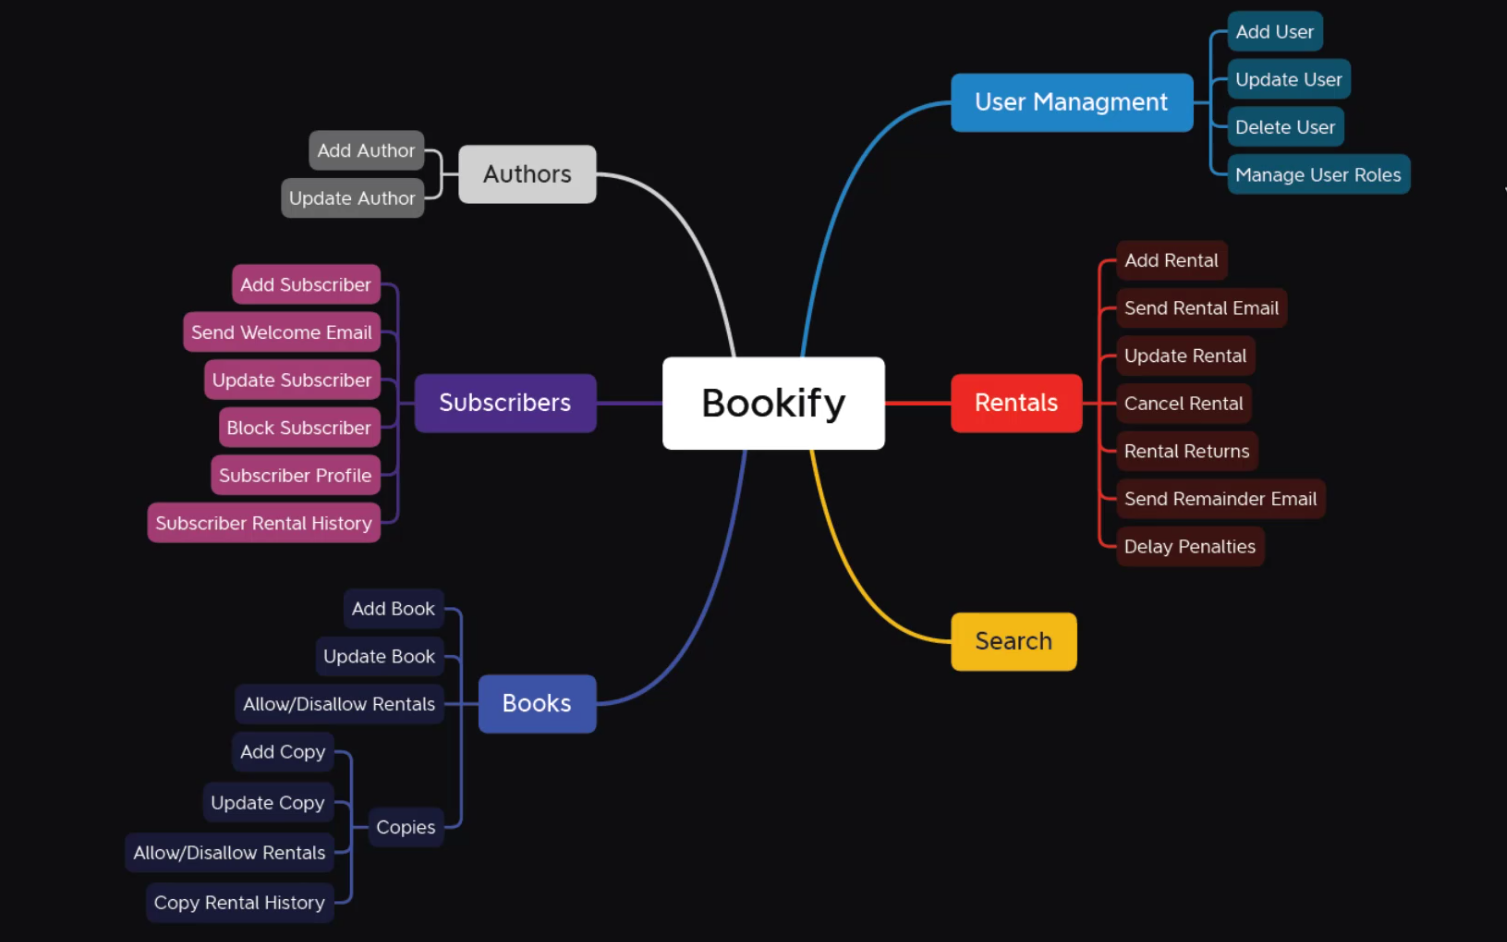 Bookify
Authors
Add Author
Update Author
Subscribers
Add Subscriber
Send Welcome Email
Update Subscriber
Block Subscriber
Subscriber Profile
Subscriber Rental History
Books
Add Book
Update Book
Allow/Disallow Rentals
Copies
Add Copy
Update Copy
Allow/Disallow Rentals
Copy Rental History
User Managment
Add User
Update User
Delete User
Manage User Roles
Rentals
Add Rental
Send Rental Email
Update Rental
Cancel Rental
Rental Returns
Send Remainder Email
Delay Penalties
Search